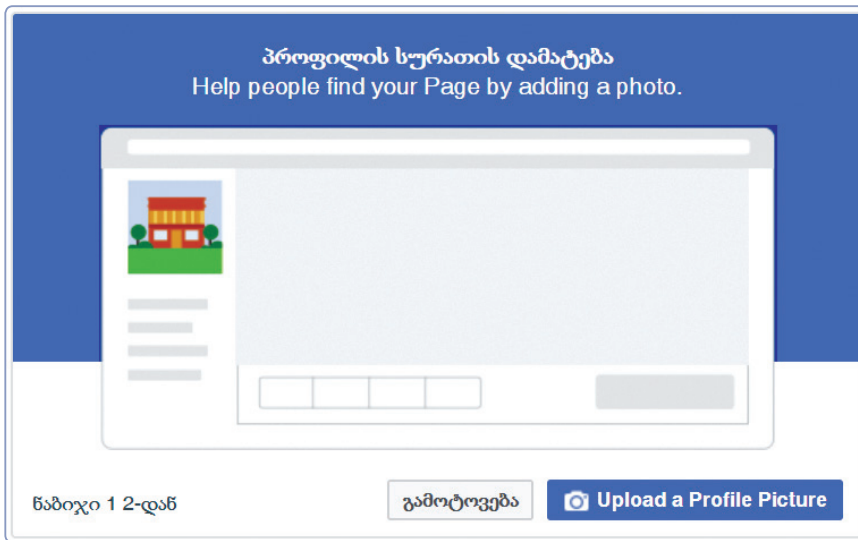 პროფილის სურათის დამატება
Help people find your Page by adding a photo.
ნაბიჯი 1 2-დან
გამოტოვება
Upload a Profile Picture